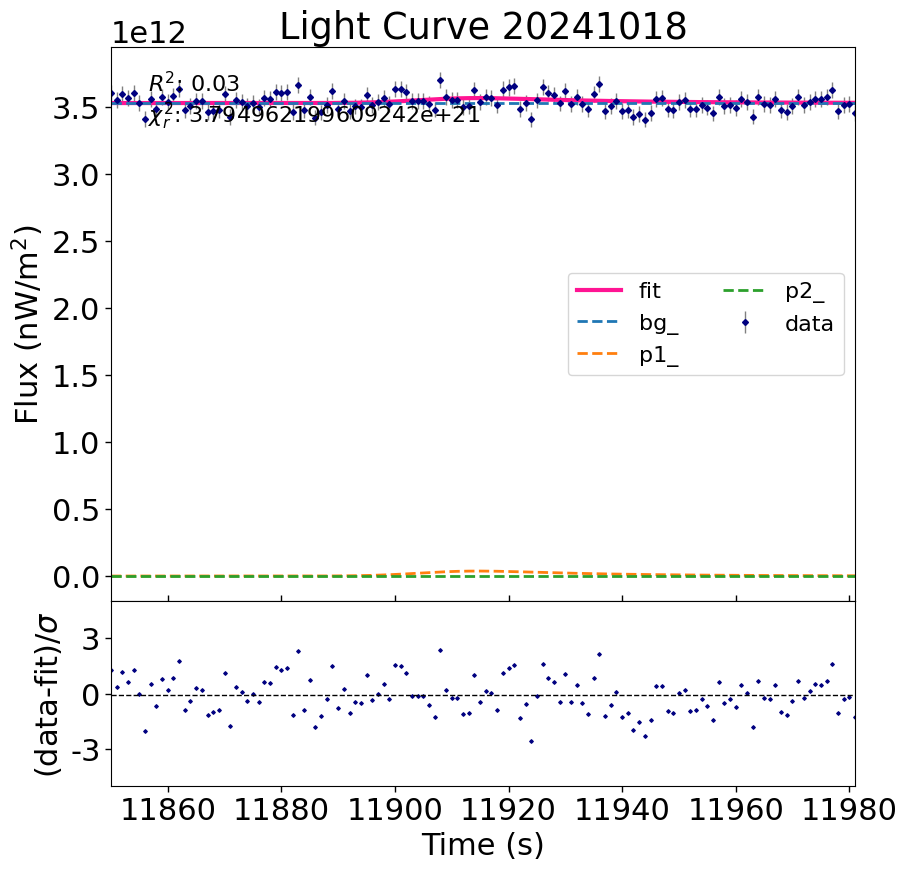 Light Curve 20241018
1e12
R²: 0.03
χᵣ²: 3.794962199609242e+21
3.5
3.0
2.5
2.0
1.5
1.0
0.5
0.0
Flux (nW/m²)
fit
bg_
p1_
p2_
data
3
0
-3
(data-fit)/σ
11860 11880 11900 11920 11940 11960 11980
Time (s)